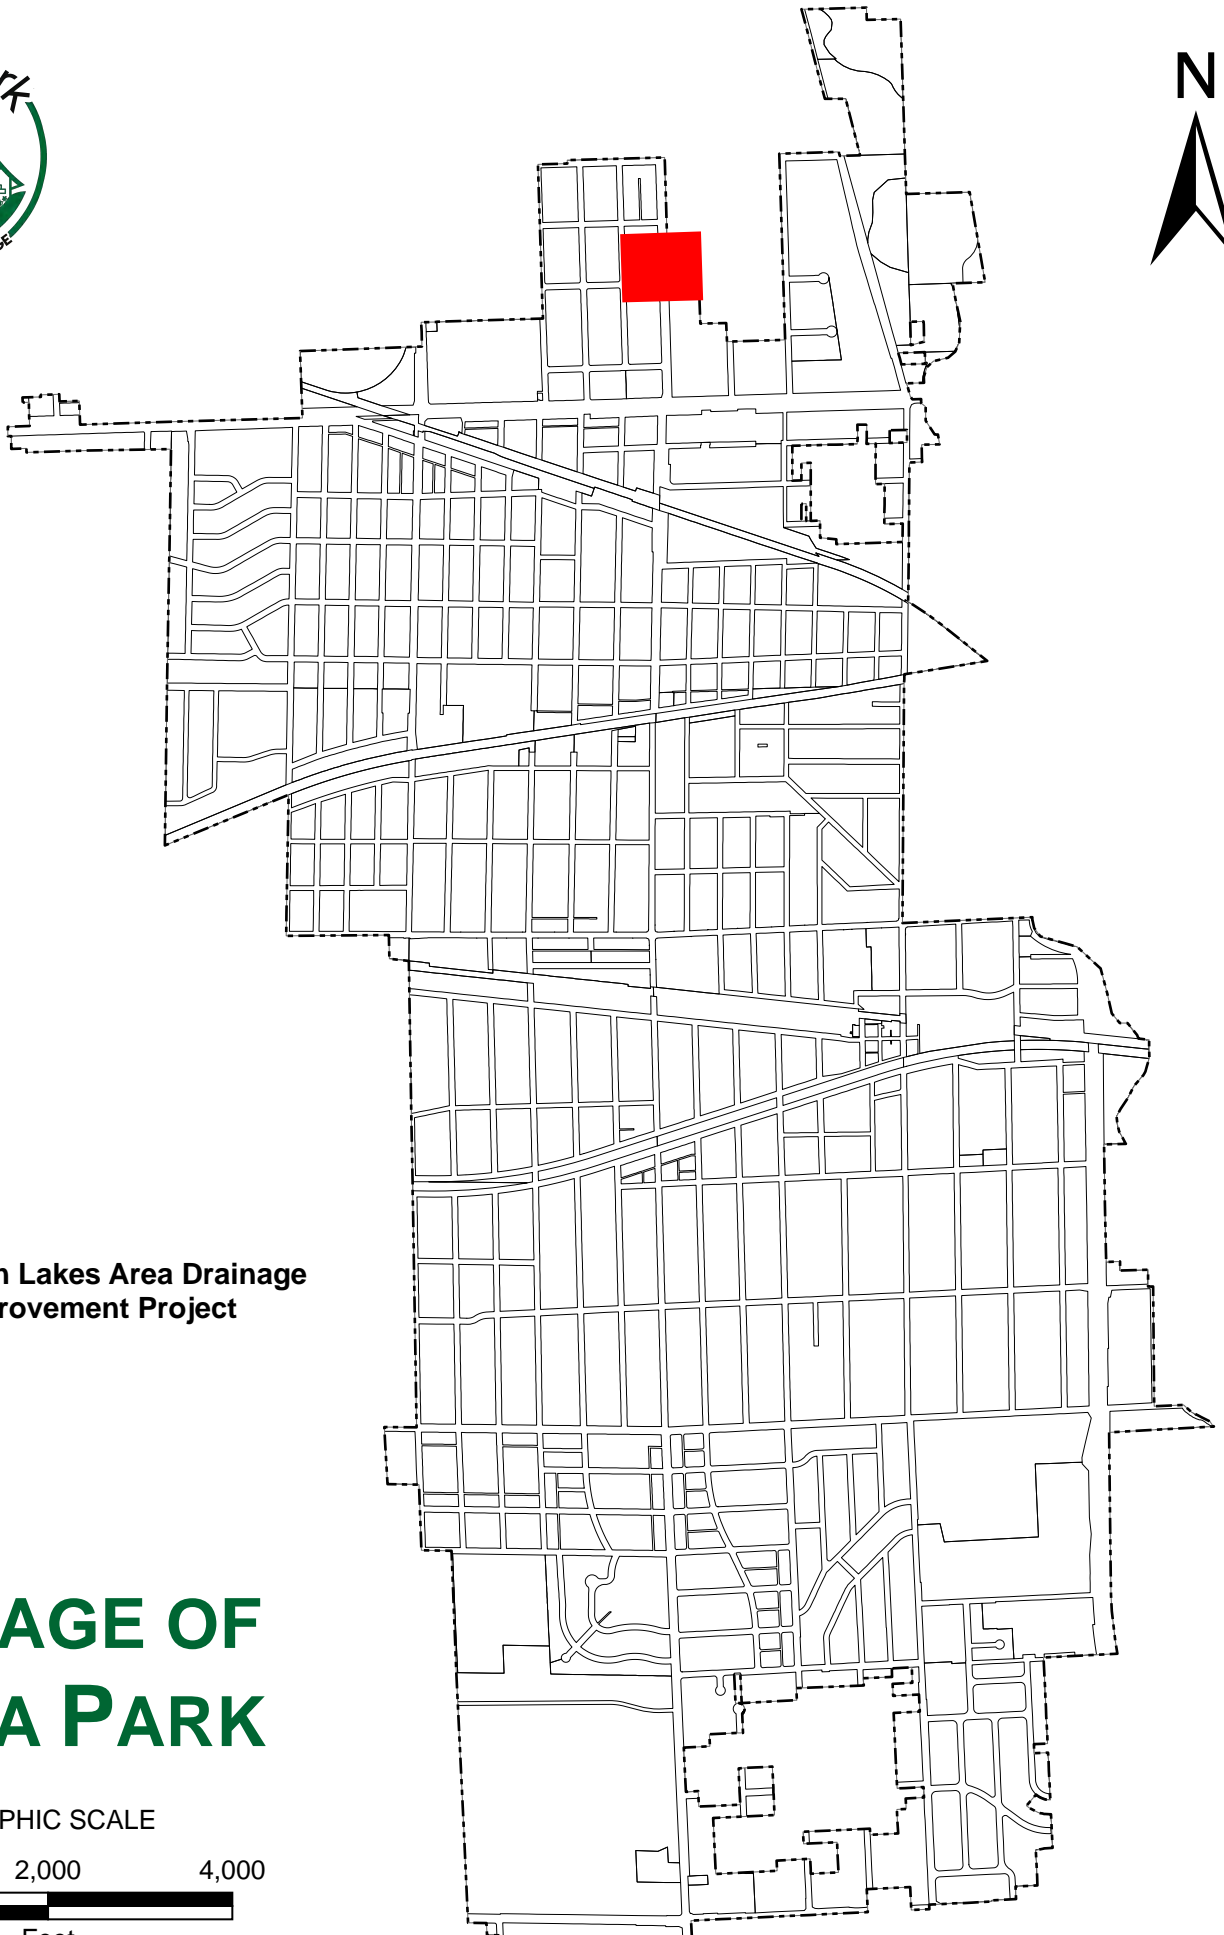 N
Lakes Area Drainage
rovement Project
AGE OF
A PARK
PHIC SCALE
2,000 4,000